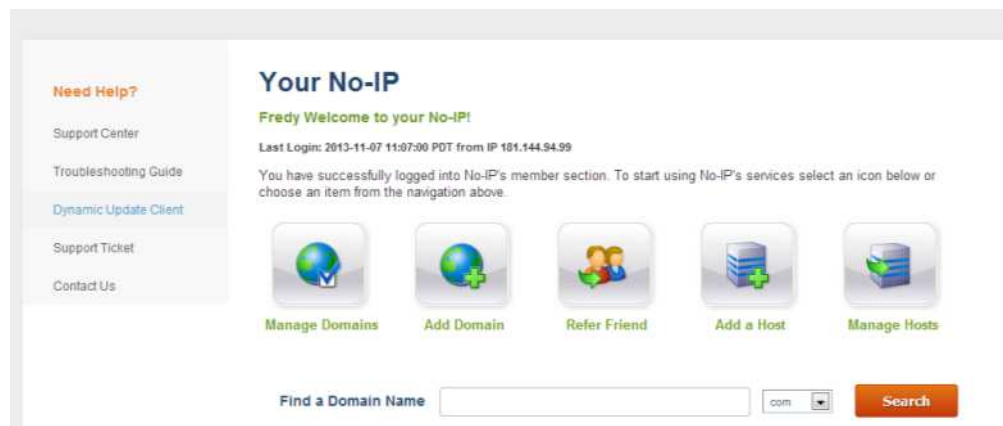 Need Help?
Support Center
Troubleshooting Guide
Dynamic Update Client
Support Ticket
Contact Us
Your No-IP
Fredy Welcome to your No-IP!
Last Login: 2013-11-07 11:07:00 PDT from IP 181.144.94.99
You have successfully logged into No-IP's member section. To start using No-IP's services select an icon below or
choose an item from the navigation above.
Manage Domains
Add Domain
Refer Friend
Add a Host
Manage Hosts
Find a Domain Name
com
Search